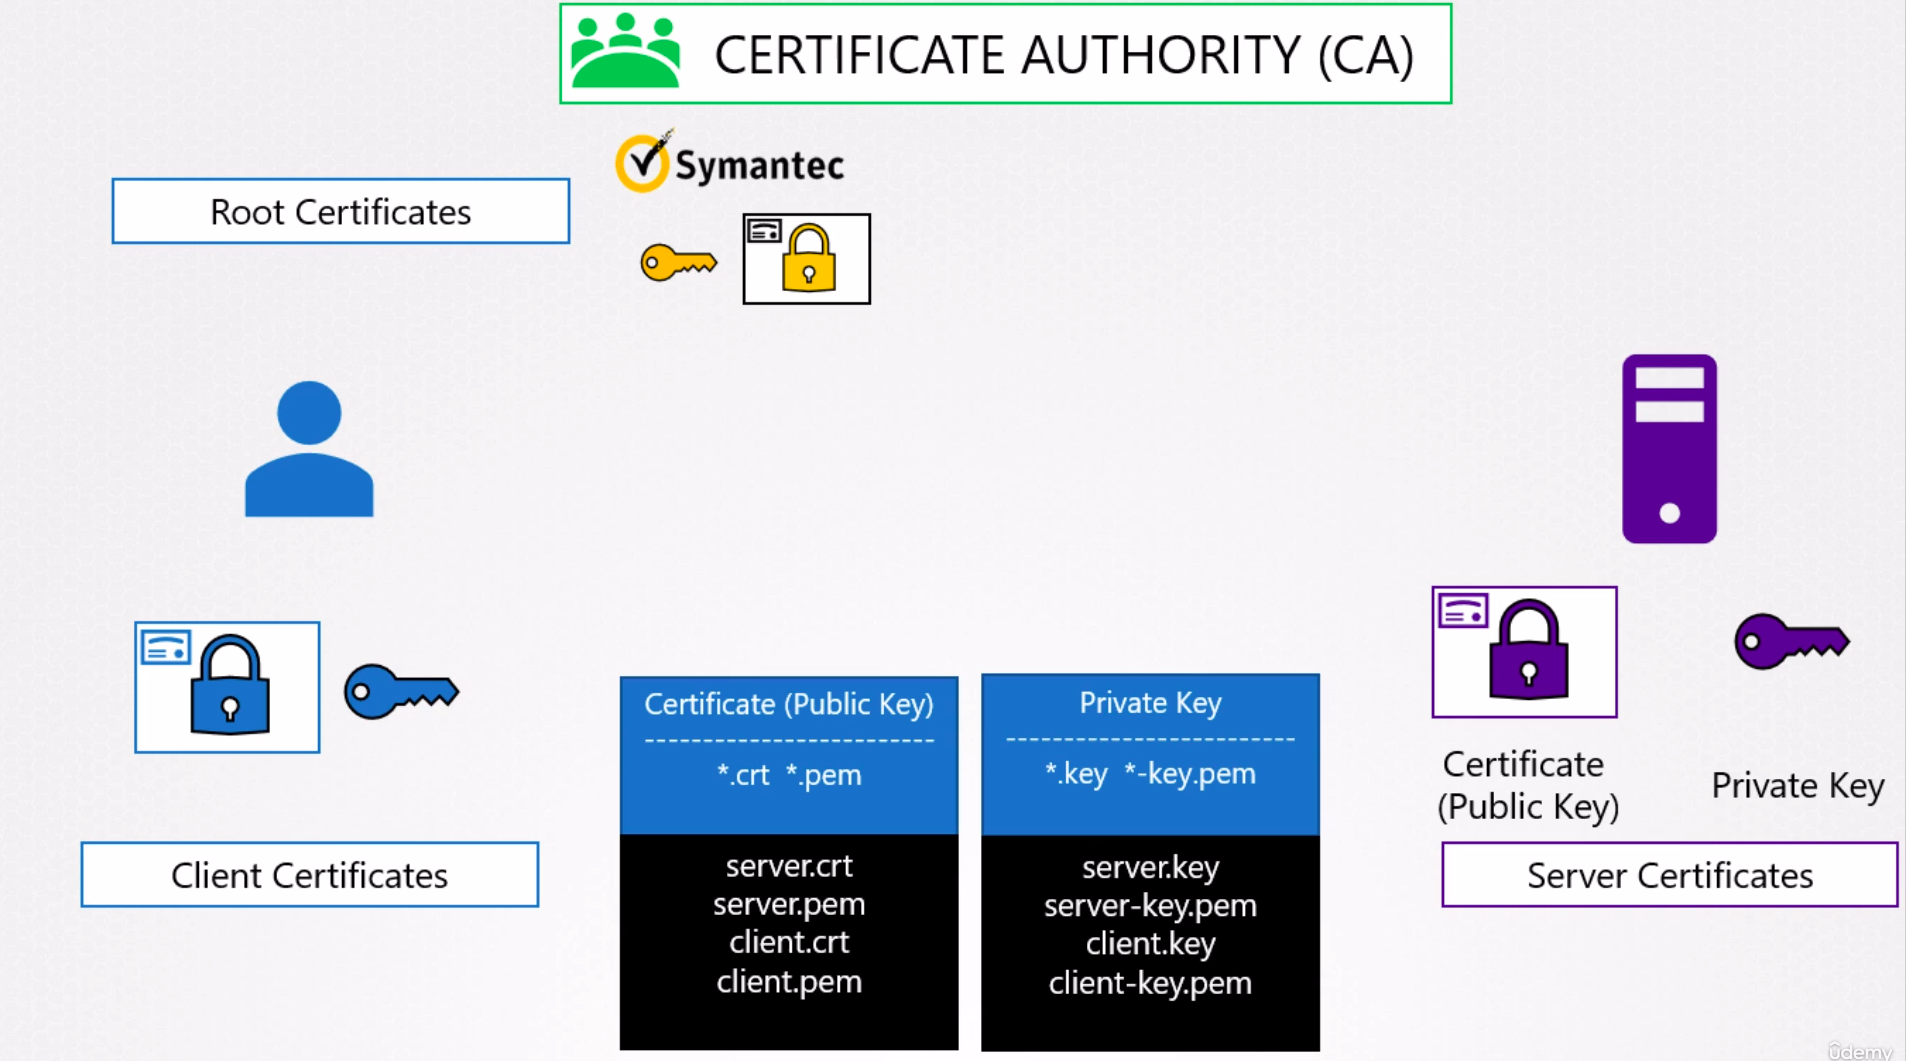 CERTIFICATE AUTHORITY (CA)
Symantec
Root Certificates
Certificate (Public Key)
-------------------------
*.crt *.pem
server.crt
server.pem
client.crt
client.pem
Private Key
-------------------------
*.key *-key.pem
server.key
server-key.pem
client.key
client-key.pem
Certificate
(Public Key)
Private Key
Client Certificates
Server Certificates
ûdemy